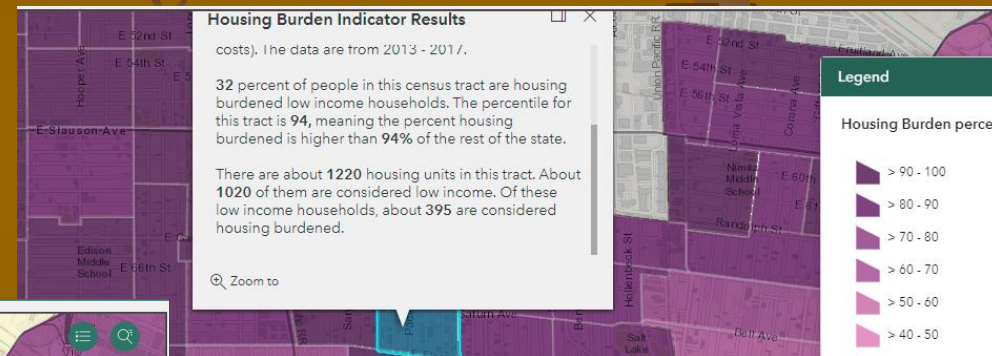 Housing Burden Indicator Results
costs). The data are from 2013 - 2017.
32 percent of people in this census tract are housing
burdened low income households. The percentile for
this tract is 94, meaning the percent housing
burdened is higher than 94% of the rest of the state.
There are about 1220 housing units in this tract. About
1020 of them are considered low income. Of these
low income households, about 395 are considered
housing burdened.
Zoom to
Legend
Housing Burden perce
> 90 - 100
> 80 - 90
> 70 - 80
> 60 - 70
> 50 - 60
> 40 - 50
E 52nd St
E 54th St
Hooper Ave
E Slauson Ave
Edison
Middle
School
E 66th St
Union Pacific RR
E 52nd St
Fruitland Ave
E 54th St
E 56th St
Loma Vista Ave
Corona Ave
Nimitz
Middle
School
E 60th
E 61
Randolph St
Hollenbeck St
Saturn Ave
Salt
Lake
Bell Ave